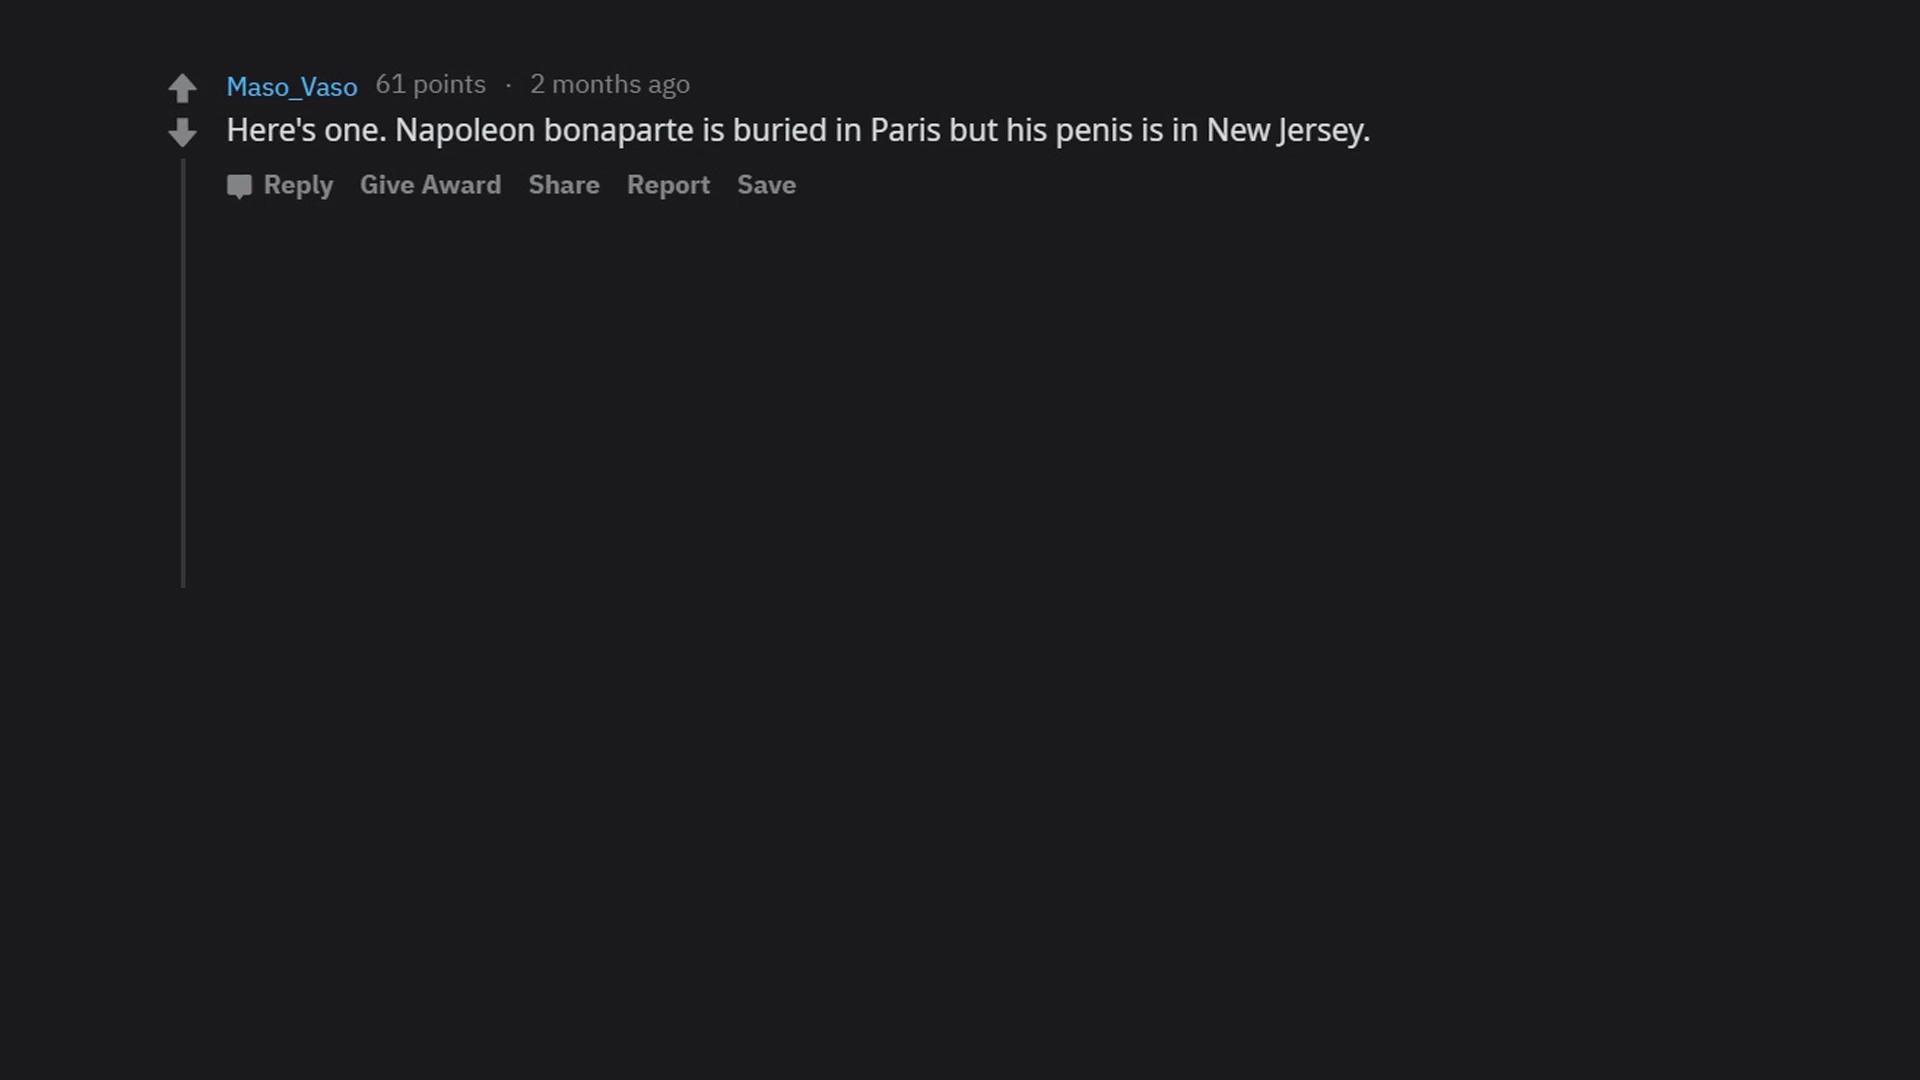 Maso_Vaso 61 points · 2 months ago
Here's one. Napoleon bonaparte is buried in Paris but his penis is in New Jersey.
Reply Give Award Share Report Save